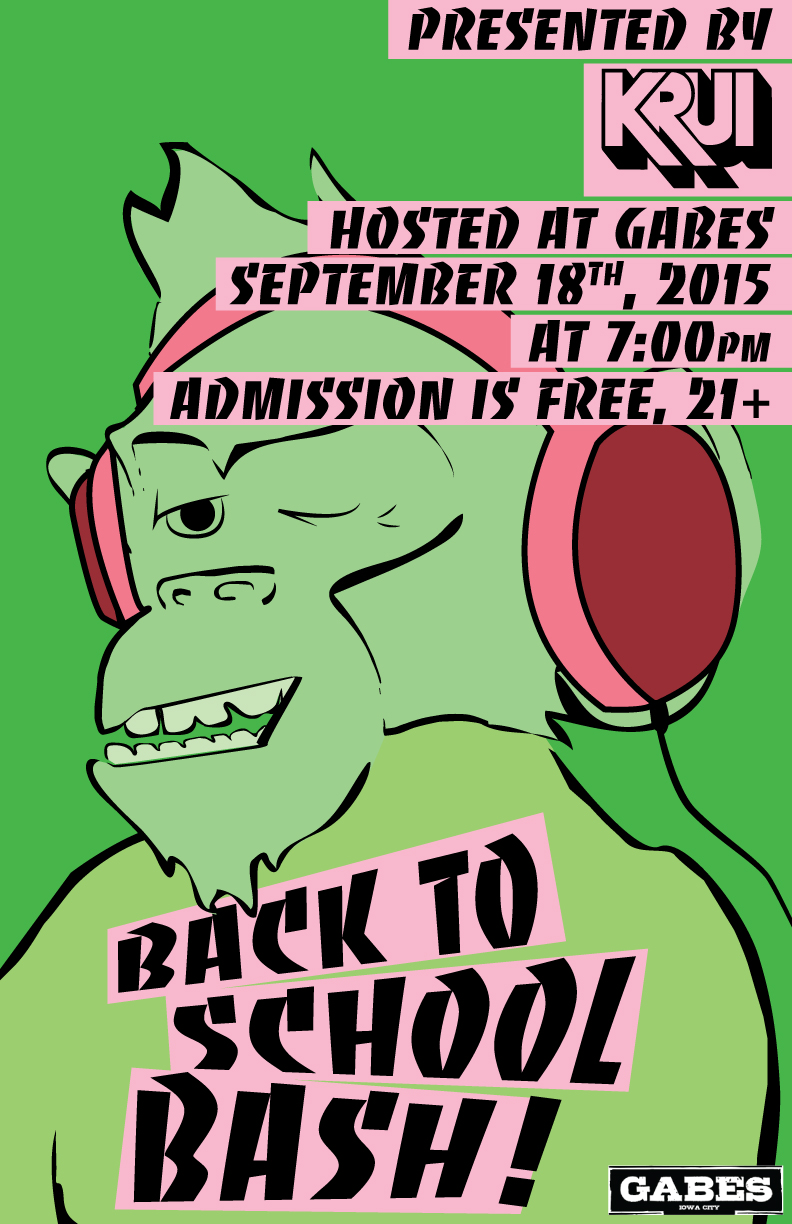 PRESENTED BY
KRUI
HOSTED AT GABES
SEPTEMBER 18TH, 2015
AT 7:00PM
ADMISSION IS FREE, 21+
BACK TO
SCHOOL
BASH!
GABES
IOWA CITY